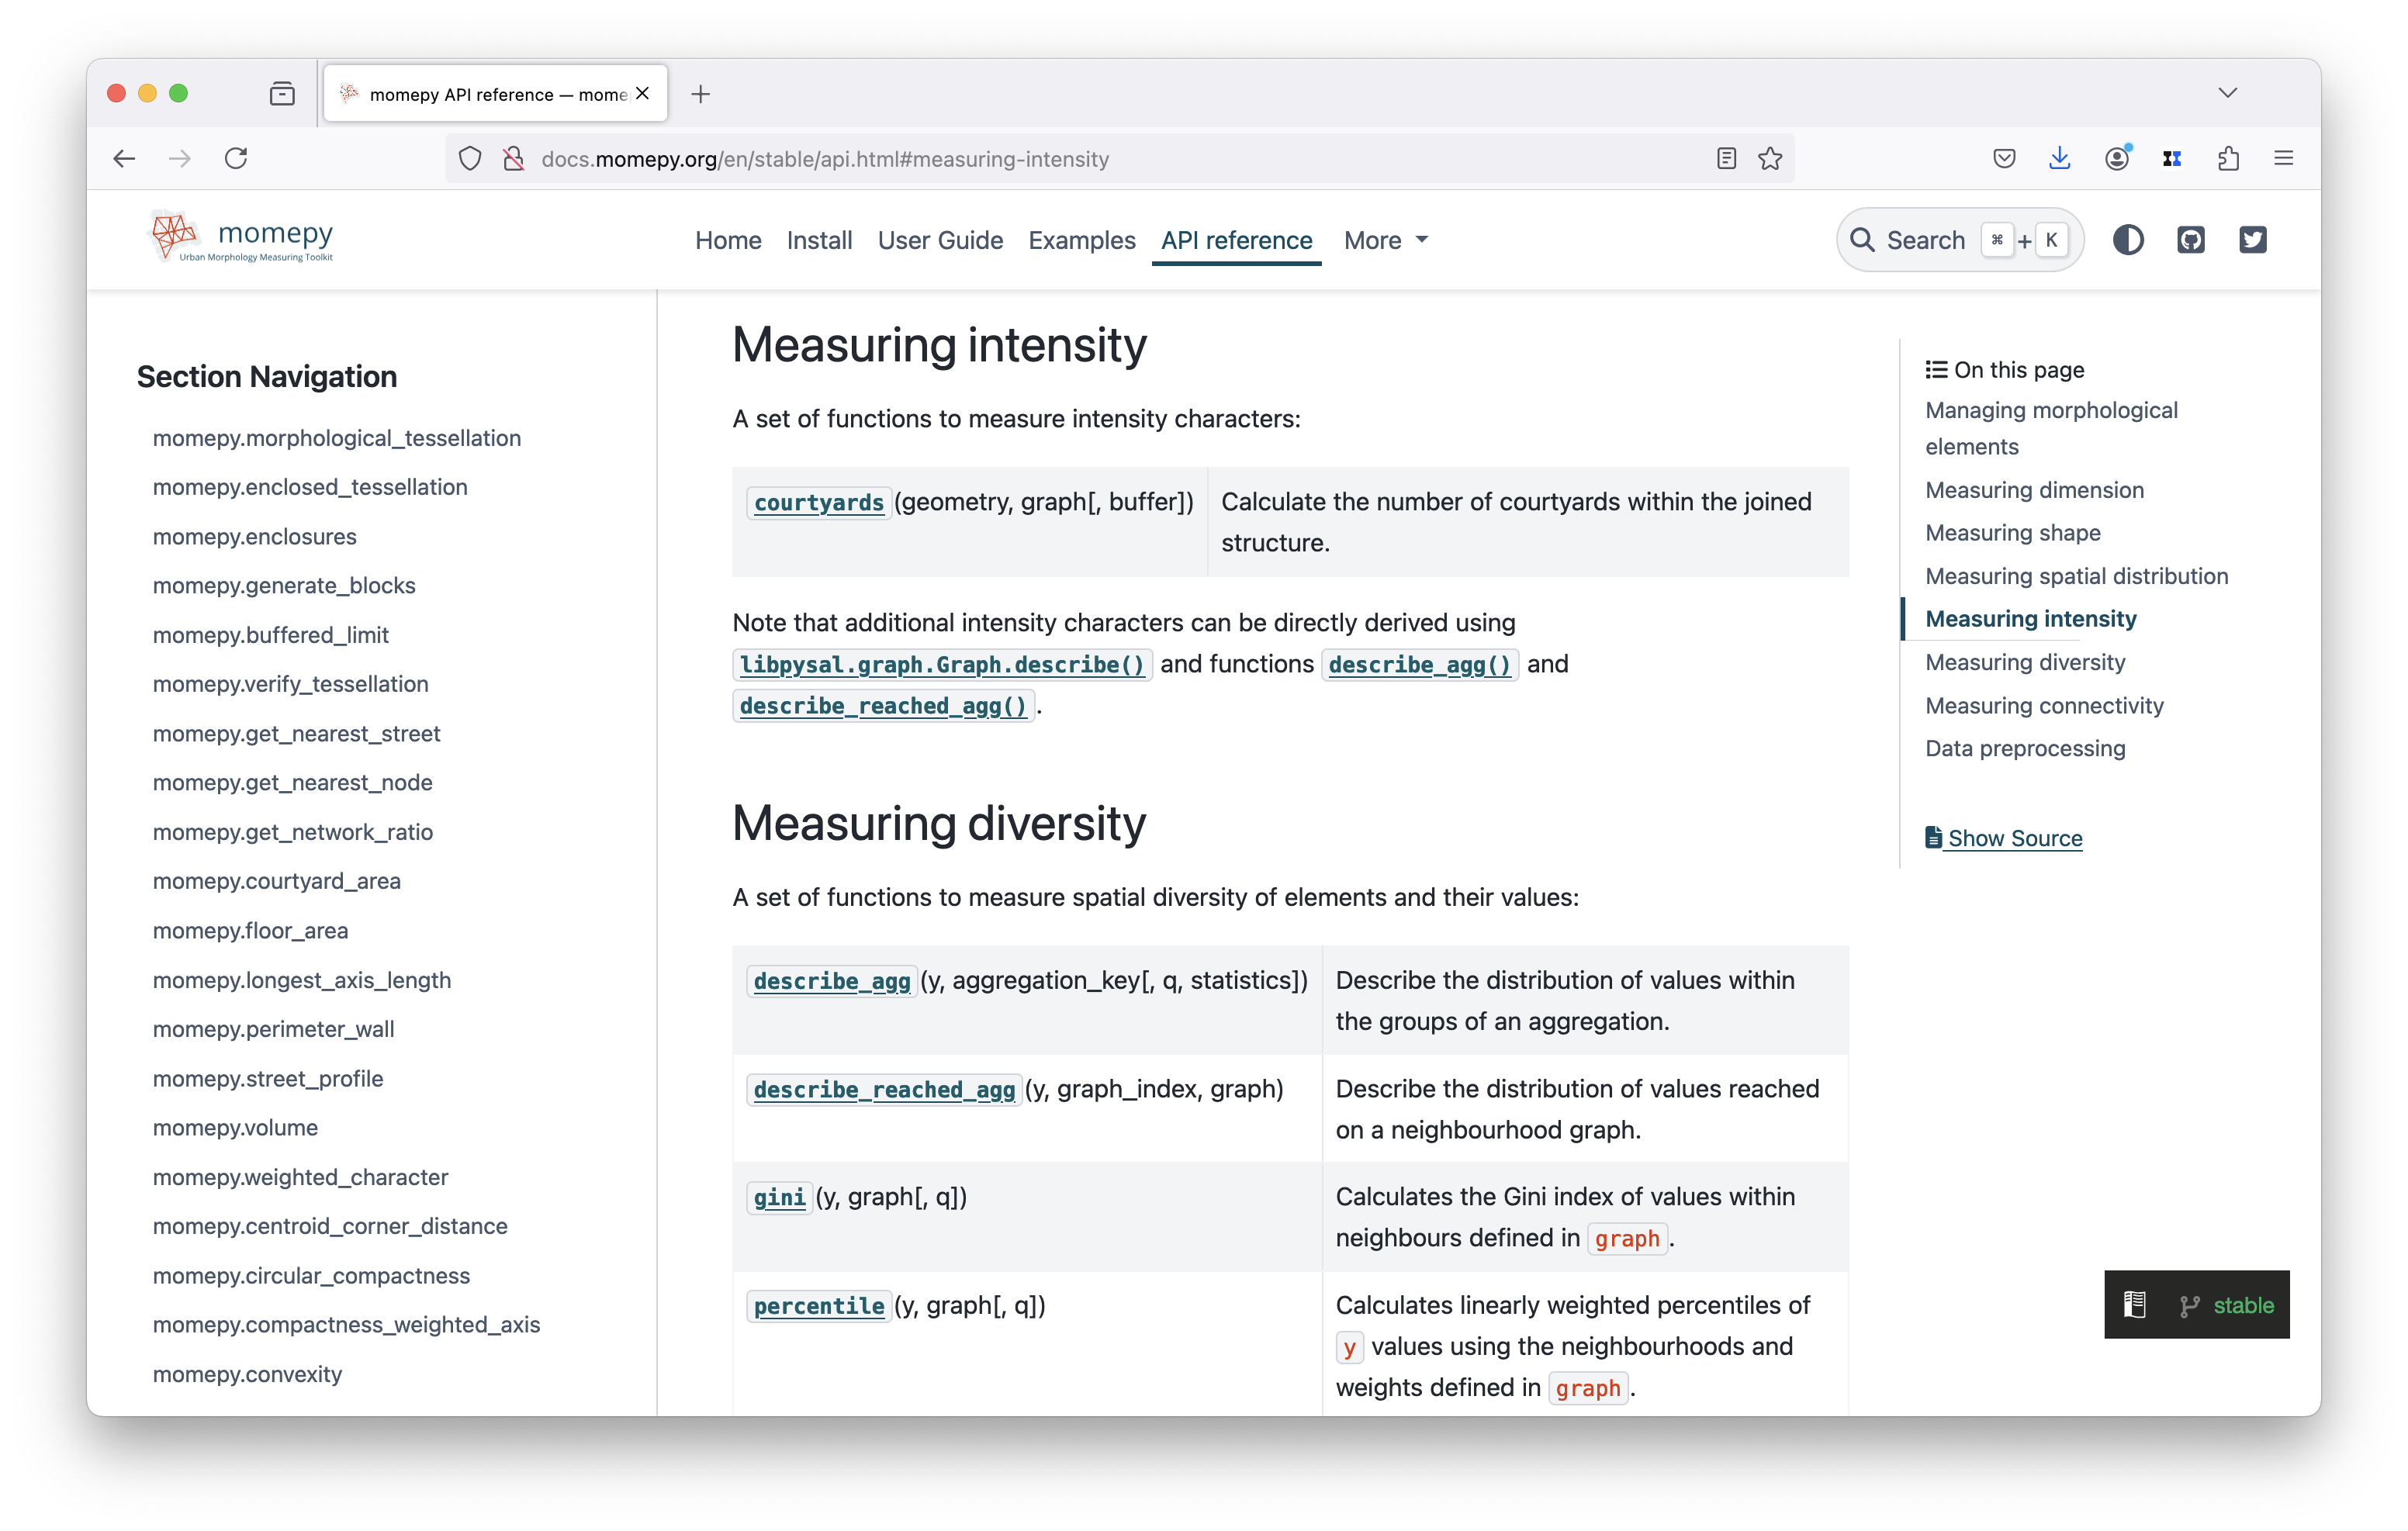 momepy API reference — mome
docs.momepy.org/en/stable/api.html#measuring-intensity
momepy
Urban Morphology Measuring Toolkit
Home Install User Guide Examples API reference More
Search ⌘ + K
Section Navigation
momepy.morphological_tessellation
momepy.enclosed_tessellation
momepy.enclosures
momepy.generate_blocks
momepy.buffered_limit
momepy.verify_tessellation
momepy.get_nearest_street
momepy.get_nearest_node
momepy.get_network_ratio
momepy.courtyard_area
momepy.floor_area
momepy.longest_axis_length
momepy.perimeter_wall
momepy.street_profile
momepy.volume
momepy.weighted_character
momepy.centroid_corner_distance
momepy.circular_compactness
momepy.compactness_weighted_axis
momepy.convexity
Measuring intensity
A set of functions to measure intensity characters:
courtyards(geometry, graph[, buffer])
Calculate the number of courtyards within the joined
structure.
Note that additional intensity characters can be directly derived using
libpysal.graph.Graph.describe() and functions describe_agg() and
describe_reached_agg().
Measuring diversity
A set of functions to measure spatial diversity of elements and their values:
describe_agg(y, aggregation_key[, q, statistics])
Describe the distribution of values within
the groups of an aggregation.
describe_reached_agg(y, graph_index, graph)
Describe the distribution of values reached
on a neighbourhood graph.
gini(y, graph[, q])
Calculates the Gini index of values within
neighbours defined in graph.
percentile(y, graph[, q])
Calculates linearly weighted percentiles of
y values using the neighbourhoods and
weights defined in graph.
On this page
Managing morphological
elements
Measuring dimension
Measuring shape
Measuring spatial distribution
Measuring intensity
Measuring diversity
Measuring connectivity
Data preprocessing
Show Source
stable